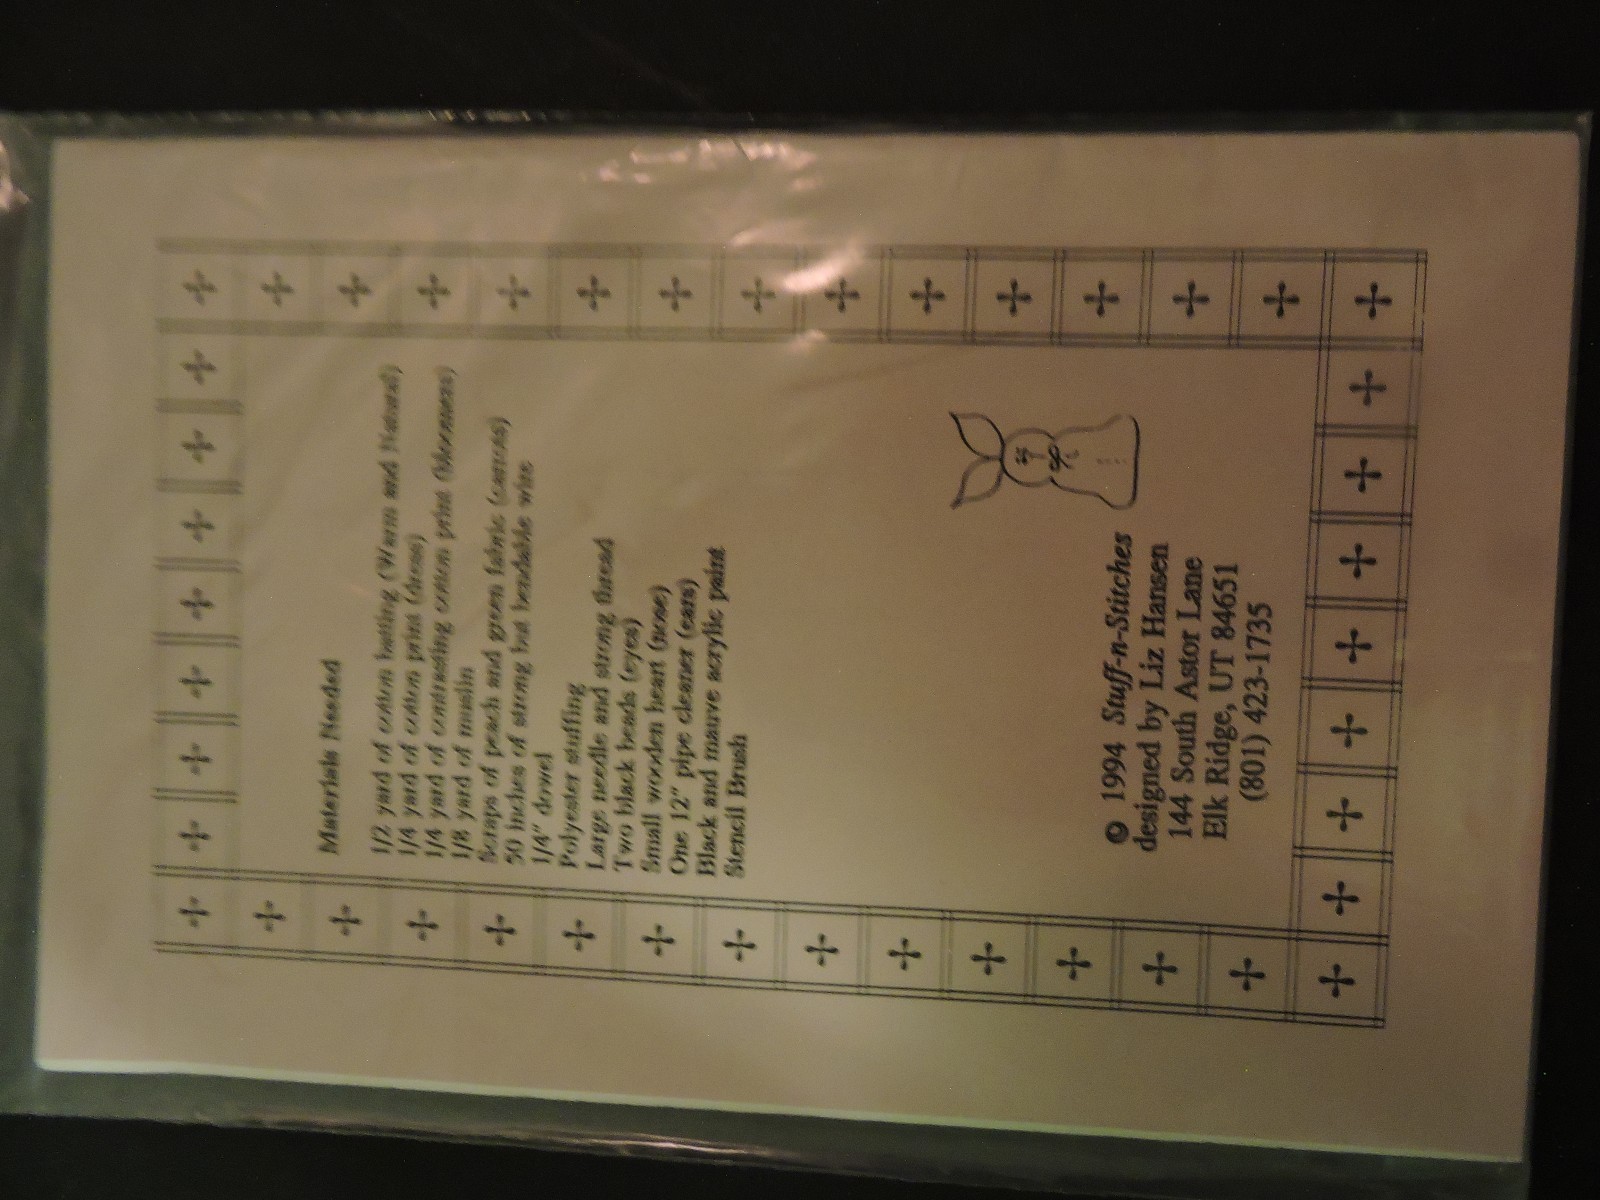 Materials Needed
1/2 yard of cotton batting (Warm and Natural)
1/4 yard of cotton print (dress)
1/4 yard of contrasting cotton print
1/8 yard of muslin
Scraps of peach and green fabric (carrots)
50 inches of strong but bendable wire
1/4" dowel
Polyester stuffing
Large needle and strong thread
Two black beads (eyes)
Small wooden heart (nose)
One 12" pipe cleaner (ears)
Black and mauve acrylic paint
Stencil Brush
© 1994 Stuff-n-Stitches
designed by Liz Hansen
144 South Astor Lane
Elk Ridge, UT 84651
(801) 423-1735